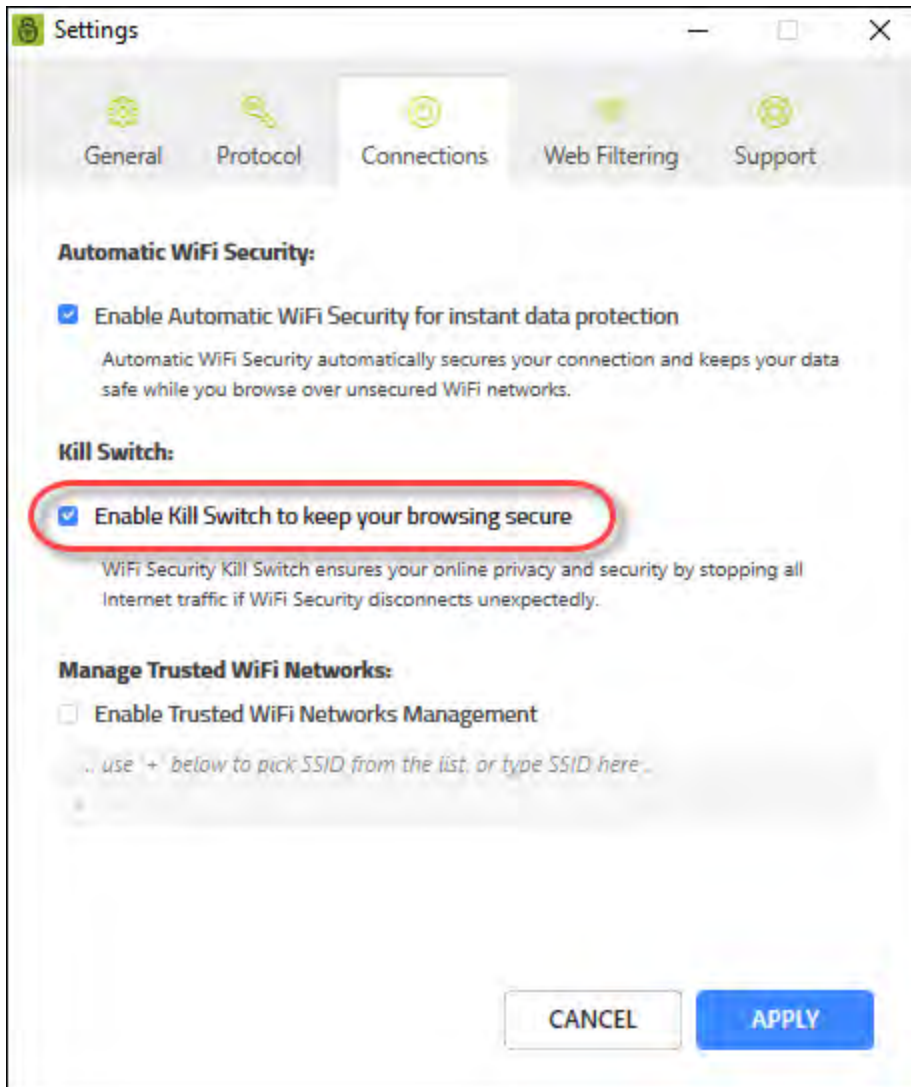 Settings
General Protocol Connections Web Filtering Support
Automatic WiFi Security:
Enable Automatic WiFi Security for instant data protection
Automatic WiFi Security automatically secures your connection and keeps your data
safe while you browse over unsecured WiFi networks.
Kill Switch:
Enable Kill Switch to keep your browsing secure
WiFi Security Kill Switch ensures your online privacy and security by stopping all
Internet traffic if WiFi Security disconnects unexpectedly.
Manage Trusted WiFi Networks:
Enable Trusted WiFi Networks Management
.. use '+' below to pick SSID from the list, or type SSID here ..
+
CANCEL APPLY